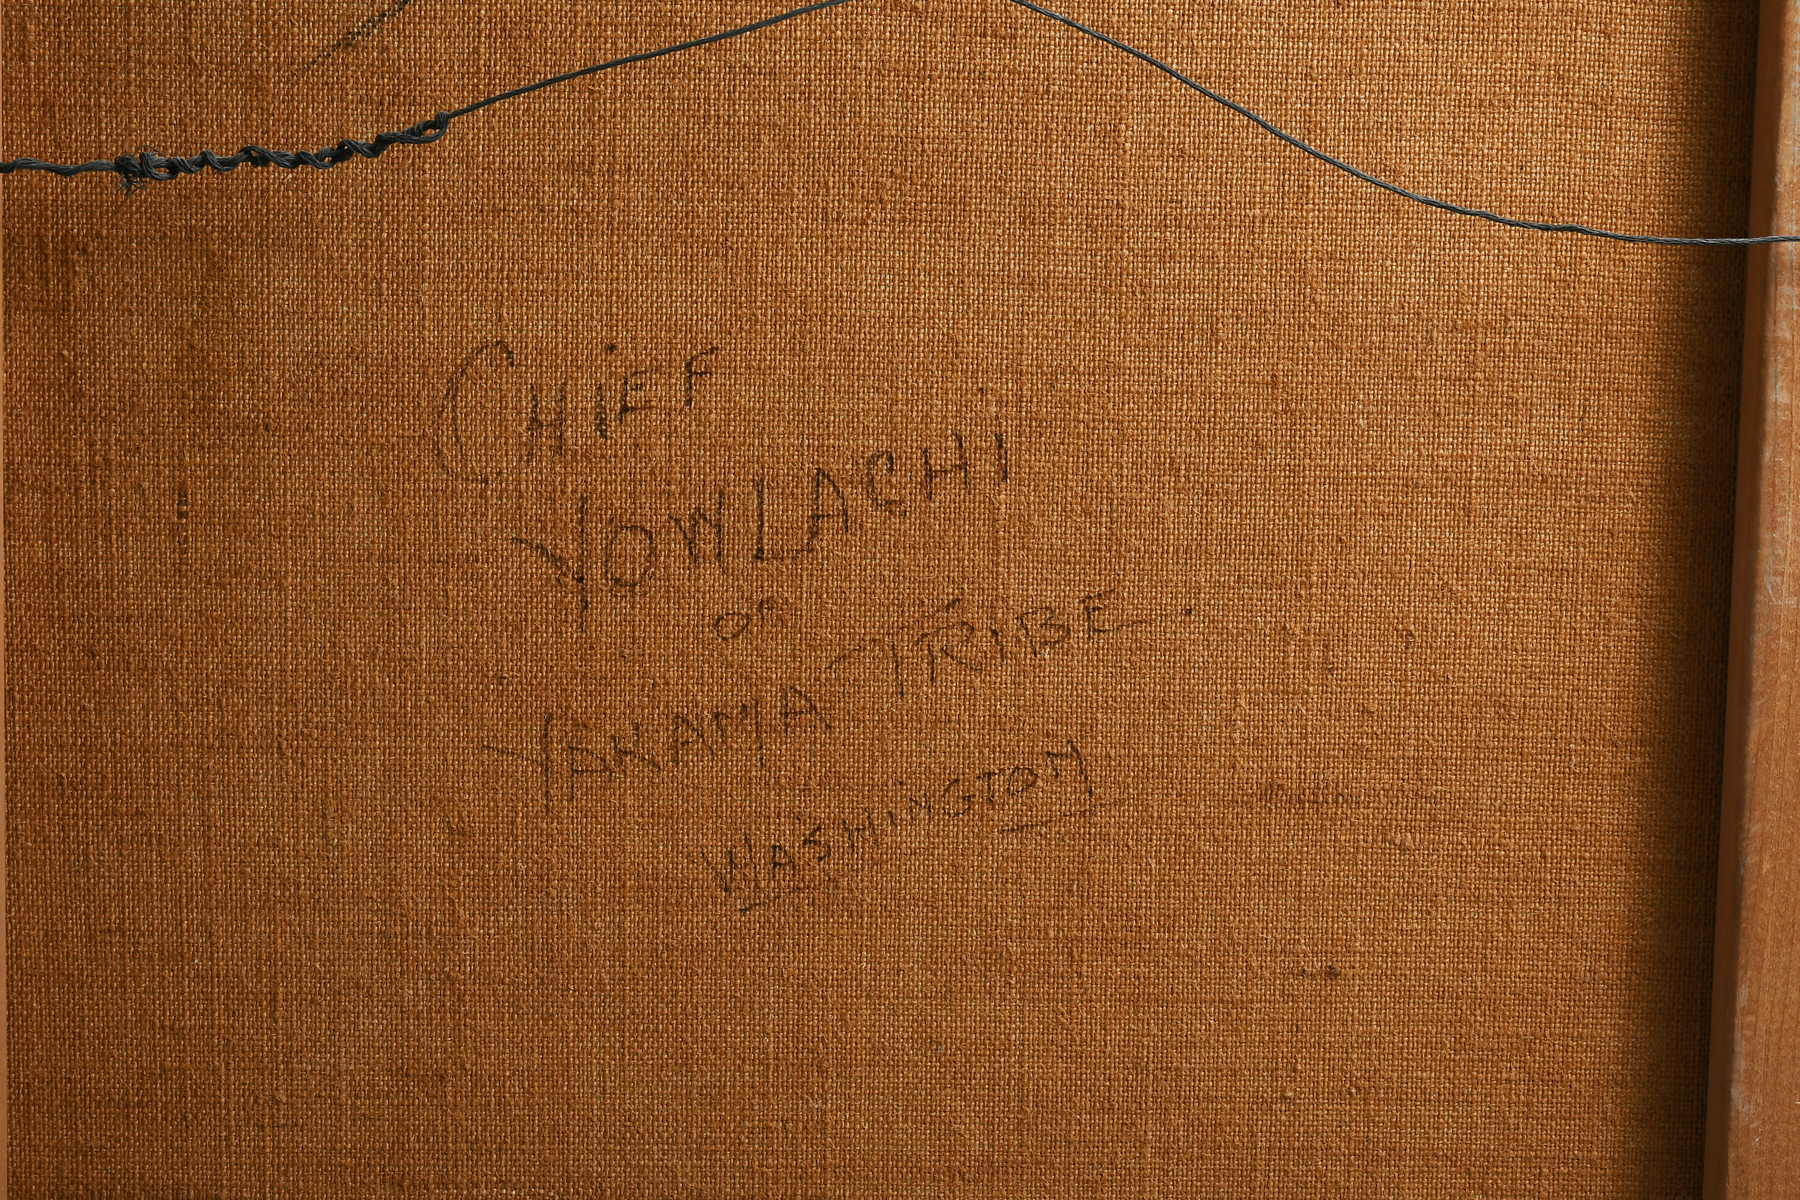 CHiEF
YOWLACHi
OF
YAKAMA-TRiBE.
WASHiNGTON